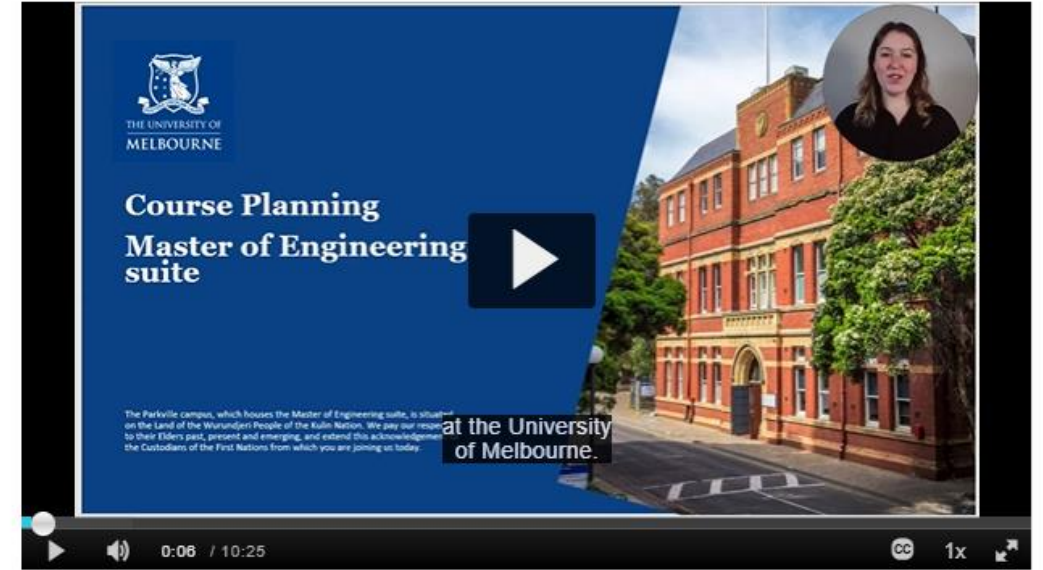 THE UNIVERSITY OF
MELBOURNE
Course Planning
Master of Engineering
suite
The Parkville campus, which houses the Master of Engineering suite, is situated
on the Land of the Wurundjeri People of the Kulin Nation. We pay our
to their Elders past, present and emerging, and extend this
the Custodians of the First Nations from which you are joining us today.
at the University
of Melbourne.
0:06 / 10:25
CC
1x